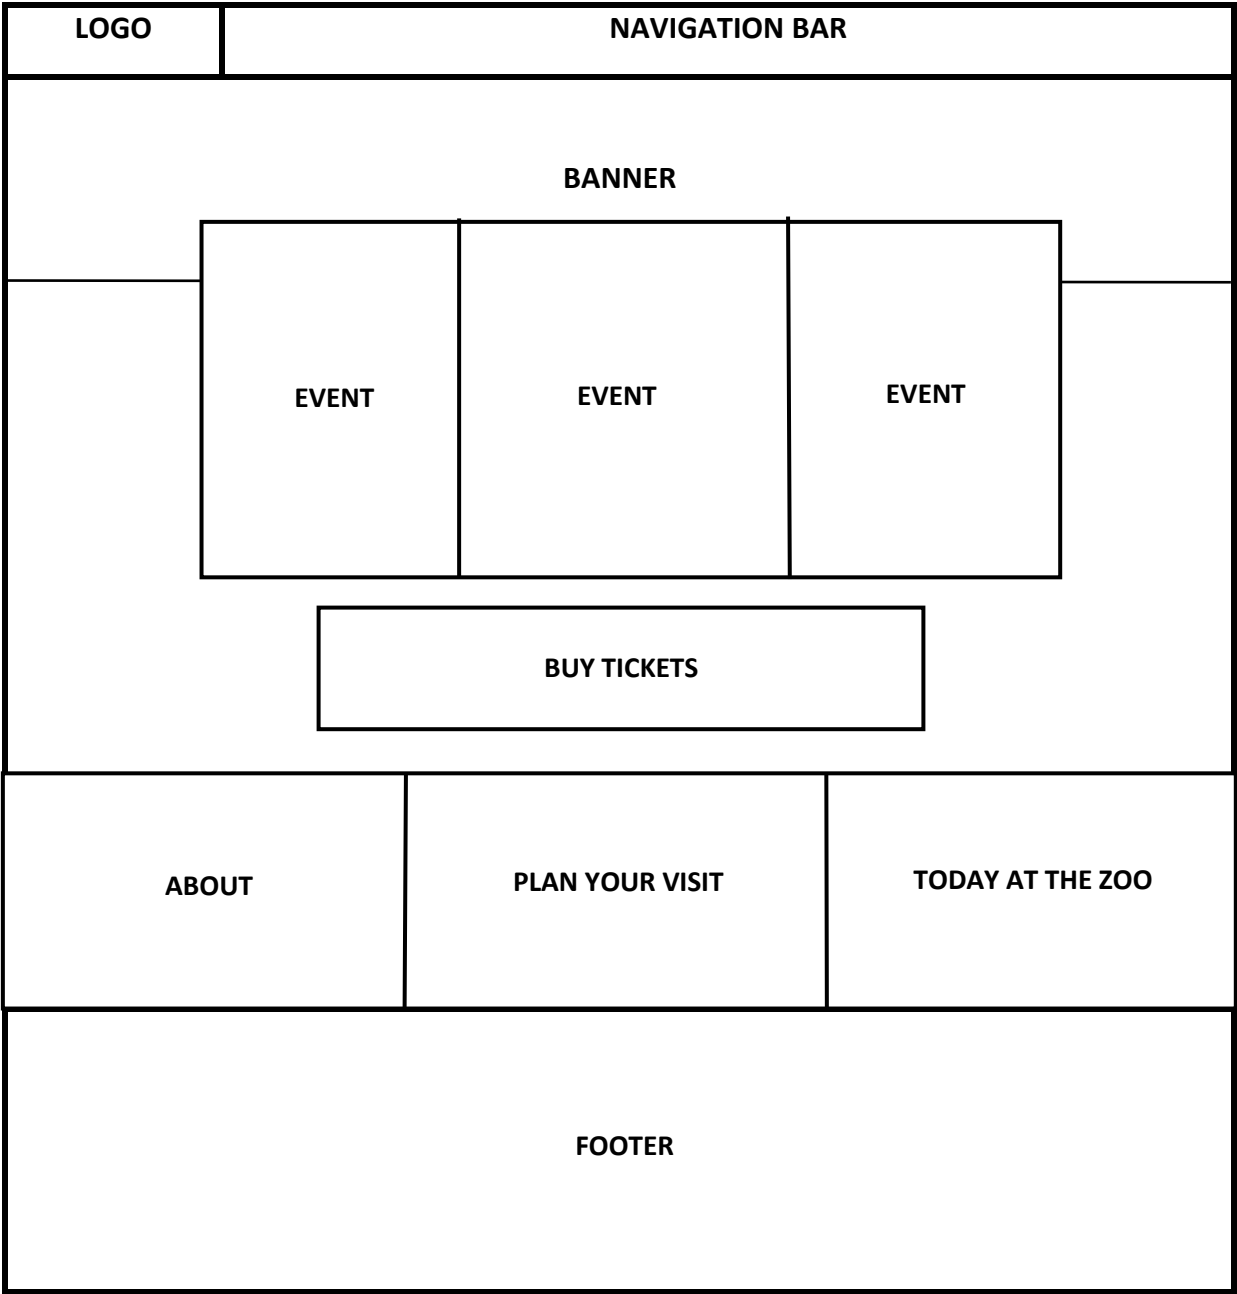 LOGO
NAVIGATION BAR
BANNER
EVENT
EVENT
EVENT
BUY TICKETS
ABOUT
PLAN YOUR VISIT
TODAY AT THE ZOO
FOOTER